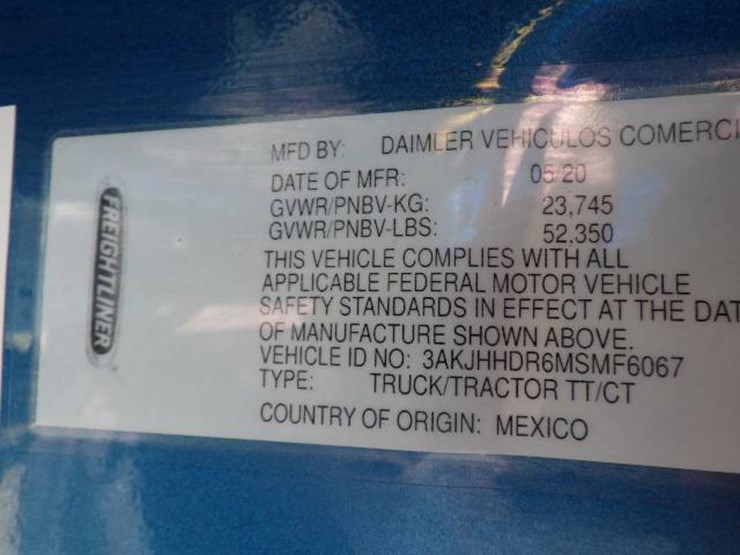 FREIGHTLINER
MFD BY: DAIMLER VEHICULOS COMERCI
DATE OF MFR: 05 20
GVWR/PNBV-KG: 23,745
GVWR/PNBV-LBS: 52,350
THIS VEHICLE COMPLIES WITH ALL
APPLICABLE FEDERAL MOTOR VEHICLE
SAFETY STANDARDS IN EFFECT AT THE DAT
OF MANUFACTURE SHOWN ABOVE.
VEHICLE ID NO: 3AKJHHDR6MSMF6067
TYPE: TRUCK/TRACTOR TT/CT
COUNTRY OF ORIGIN: MEXICO